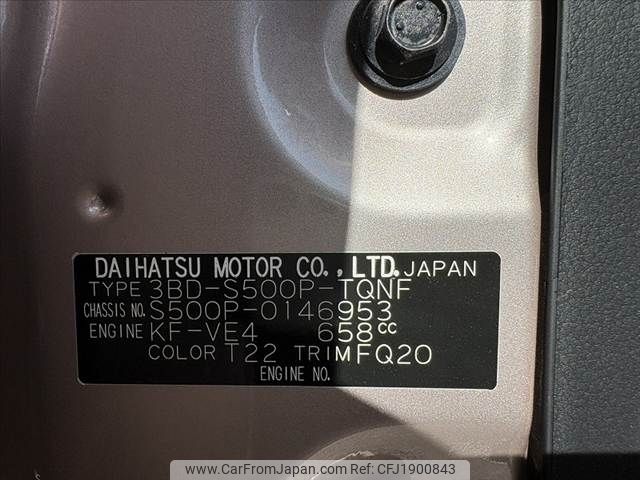 DAIHATSU MOTOR CO., LTD. JAPAN
TYPE 3BD-S500P-TQNF
CHASSIS NO. S500P-0146953
ENGINE KF-VE4 658cc
COLOR T22 TRIM FQ20
ENGINE NO.
www.CarFromJapan.com Ref: CFJ1900843